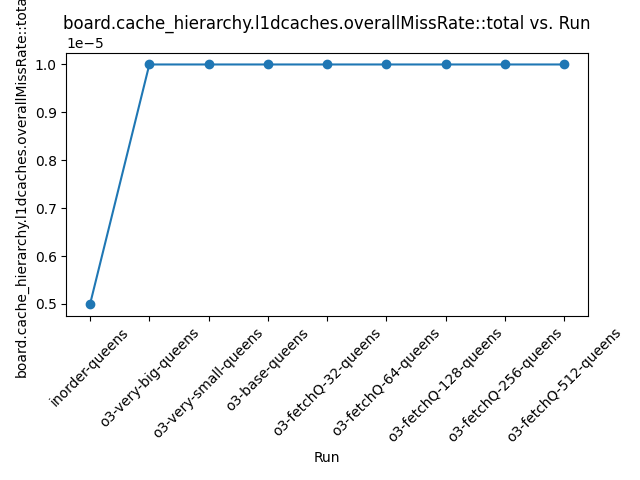 board.cache_hierarchy.l1dcaches.overallMissRate::total vs. Run
1e−5
1.0
0.9
0.8
0.7
0.6
0.5
board.cache_hierarchy.l1dcaches.overallMissRate::total
inorder-queens
o3-very-big-queens
o3-very-small-queens
o3-base-queens
o3-fetchQ-32-queens
o3-fetchQ-64-queens
o3-fetchQ-128-queens
o3-fetchQ-256-queens
o3-fetchQ-512-queens
Run